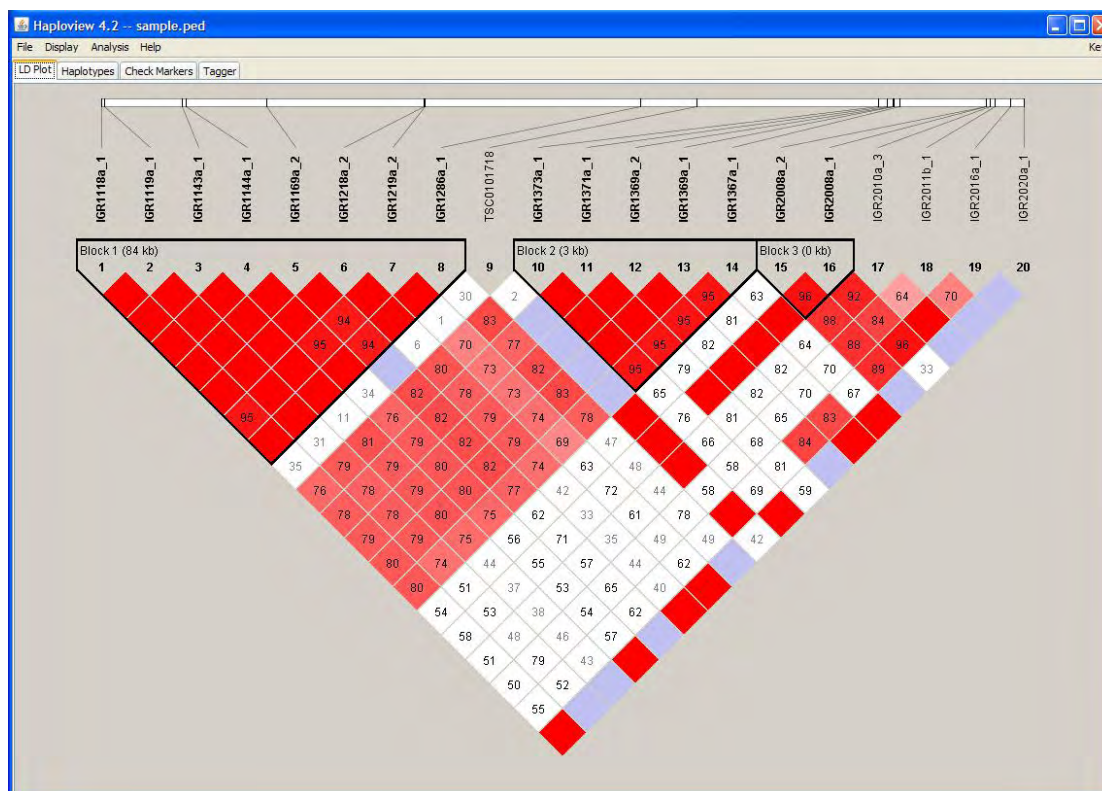 Haploview 4.2 -- sample.ped
File Display Analysis Help Ke
LD Plot Haplotypes Check Markers Tagger
IGR1118a_1
IGR1119a_1
IGR1143a_1
IGR1144a_1
IGR1169a_2
IGR1218a_2
IGR1219a_2
IGR1286a_1
TSC0101718
IGR1373a_1
IGR1371a_1
IGR1369a_2
IGR1369a_1
IGR1367a_1
IGR2008a_2
IGR2008a_1
IGR2010a_3
IGR2011b_1
IGR2016a_1
IGR2020a_1
Block 1 (84 kb) Block 2 (3 kb) Block 3 (0 kb)
1 2 3 4 5 6 7 8 9 10 11 12 13 14 15 16 17 18 19 20
30 2 95 63 96 92 64 70
94 1 83 95 81 88 84
95 94 6 70 77 95 82 64 88 96
80 73 82 95 79 82 70 89 33
34 82 78 73 83 65 82 70 67
95 11 76 82 79 74 78 76 81 65 83
31 81 79 82 79 69 47 66 68 84
35 79 79 80 82 74 63 48 58 81
76 78 79 80 77 42 72 44 58 69 59
78 78 80 75 62 33 61 78
79 79 75 56 71 35 49 49 42
80 74 44 55 57 44 62
80 51 37 53 65 40
54 53 38 54 62
58 48 46 57
51 79 43
50 52
55